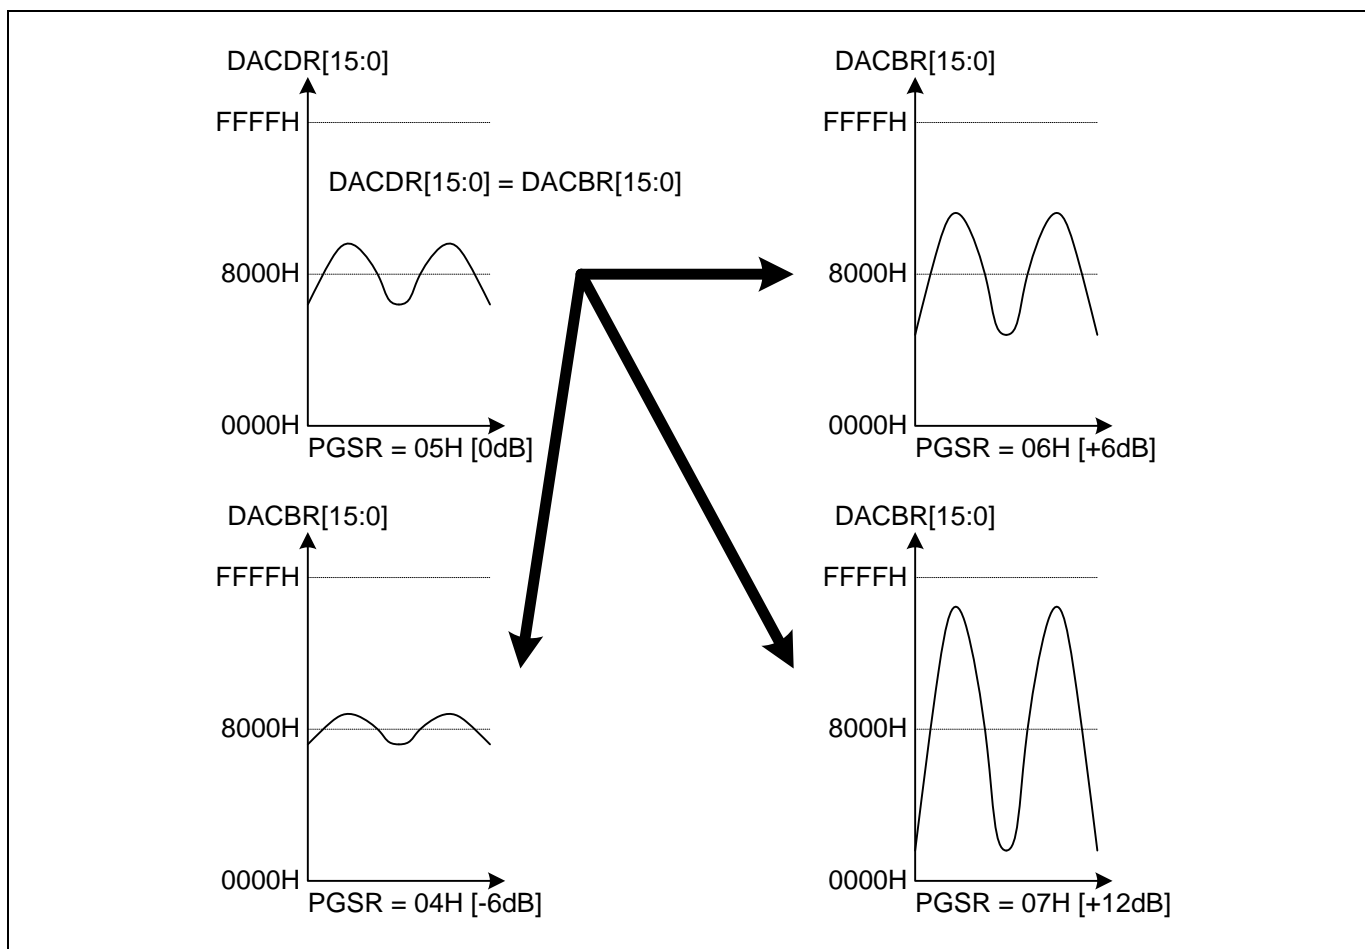 DACDR[15:0]
FFFFH
DACDR[15:0] = DACBR[15:0]
8000H
0000H
PGSR = 05H [0dB]
DACBR[15:0]
FFFFH
8000H
0000H
PGSR = 06H [+6dB]
DACBR[15:0]
FFFFH
8000H
0000H
PGSR = 04H [-6dB]
DACBR[15:0]
FFFFH
8000H
0000H
PGSR = 07H [+12dB]